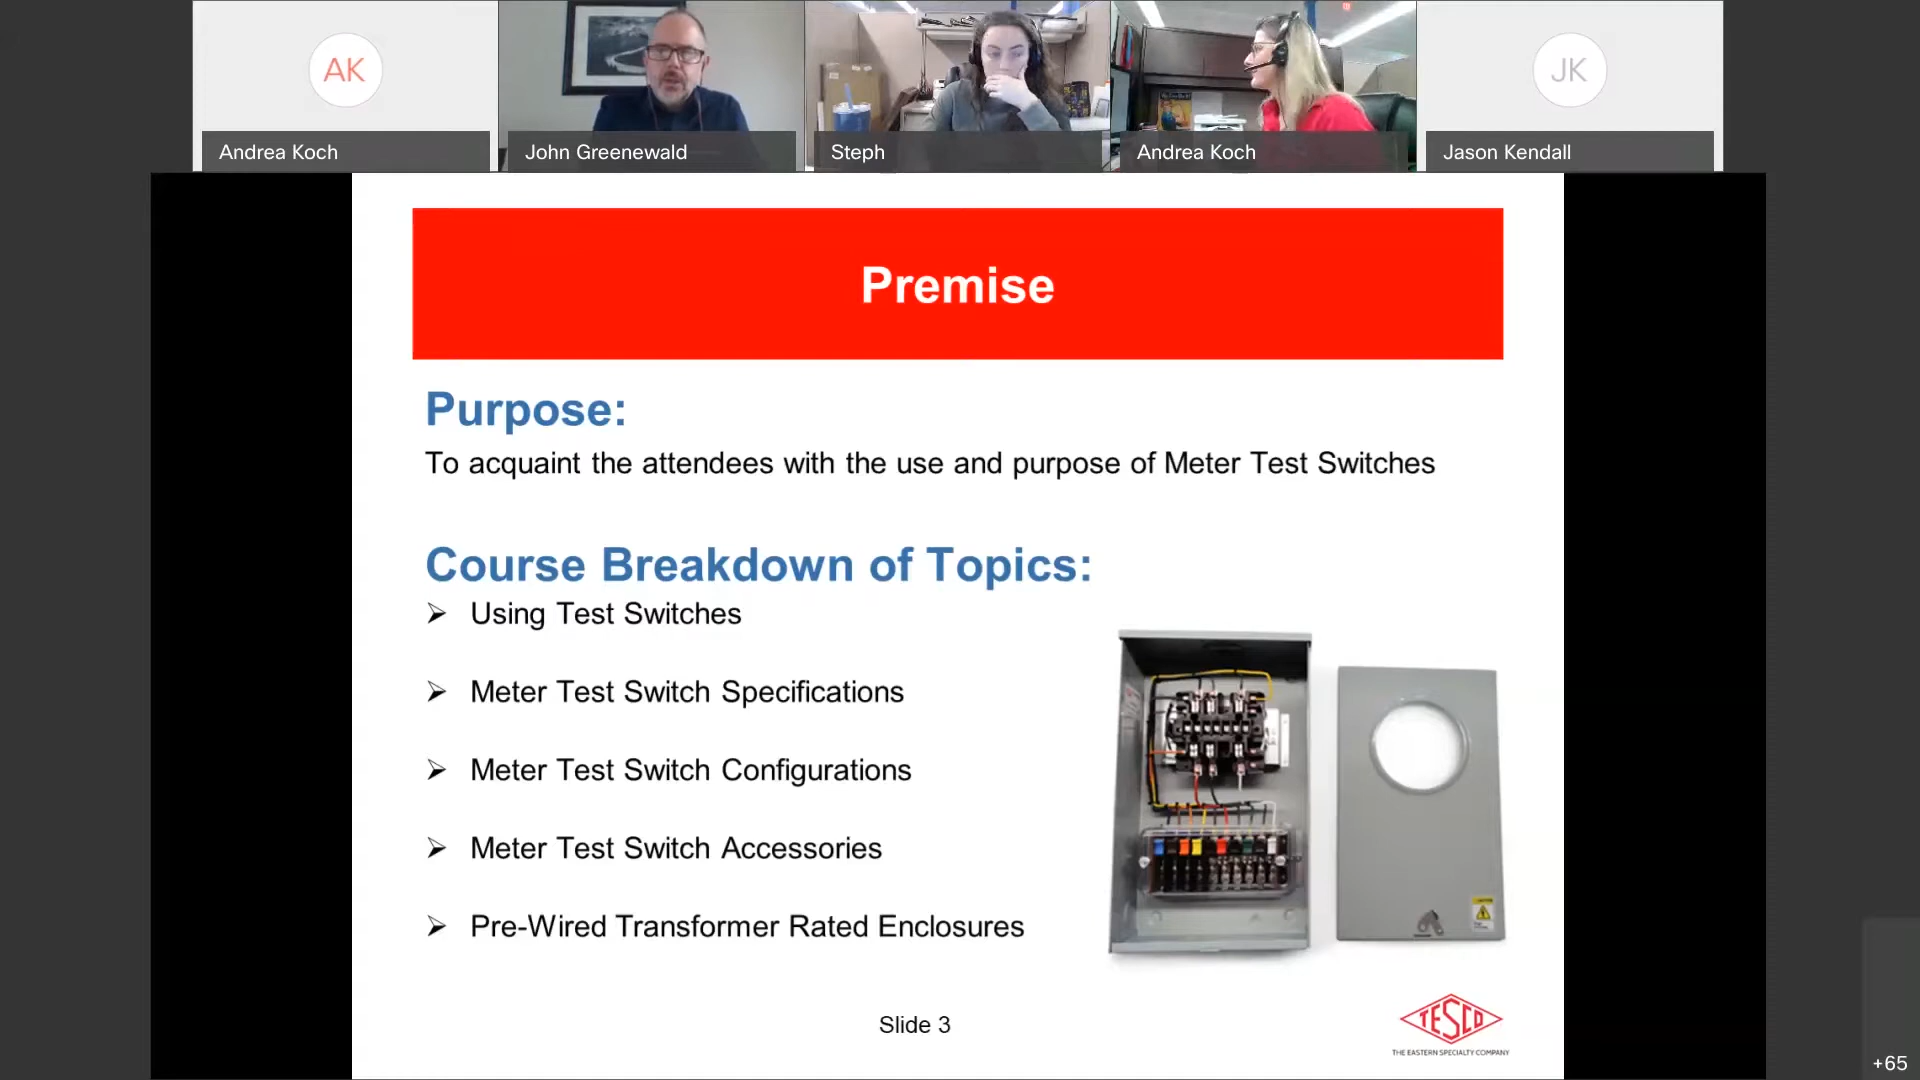 AK
JK
Andrea Koch
John Greenewald
Steph
Andrea Koch
Jason Kendall
Premise
Purpose:
To acquaint the attendees with the use and purpose of Meter Test Switches
Course Breakdown of Topics:
➢ Using Test Switches
➢ Meter Test Switch Specifications
➢ Meter Test Switch Configurations
➢ Meter Test Switch Accessories
➢ Pre-Wired Transformer Rated Enclosures
Slide 3
TESCO
THE EASTERN SPECIALTY COMPANY
+65